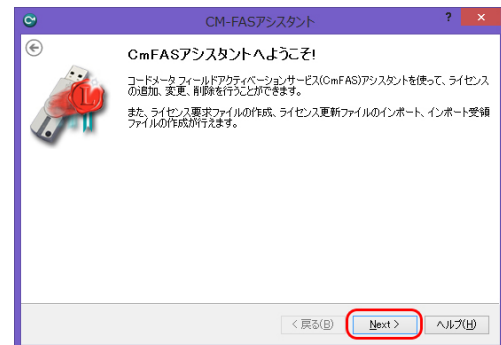 CM-FASアシスタント
? ×
CmFASアシスタントへようこそ!
コードメータ フィールドアクティベーションサービス(CmFAS)アシスタントを使って、ライセンス
の追加、変更、削除を行うことができます。
また、ライセンス要求ファイルの作成、ライセンス更新ファイルのインポート、インポート受領
ファイルの作成が行えます。
L
< 戻る(B) Next > ヘルプ(H)